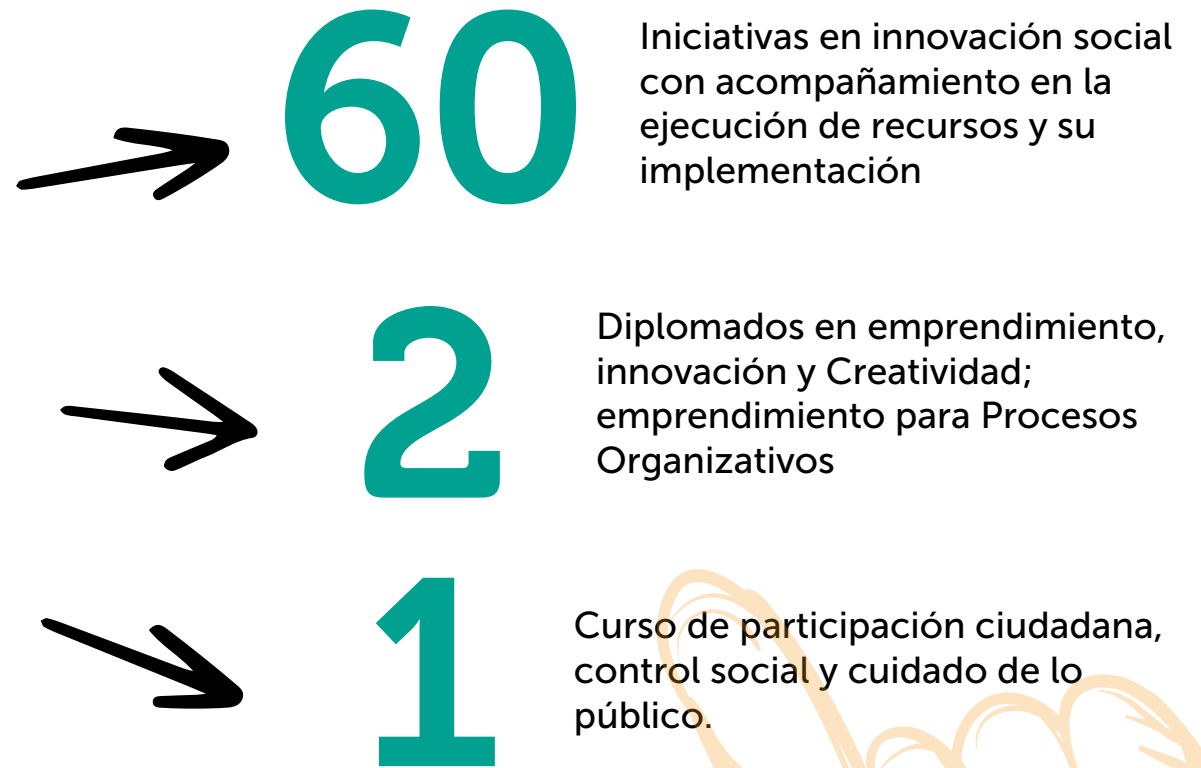 60
Iniciativas en innovación social
con acompañamiento en la
ejecución de recursos y su
implementación
2
Diplomados en emprendimiento,
innovación y Creatividad;
emprendimiento para Procesos
Organizativos
1
Curso de participación ciudadana,
control social y cuidado de lo
público.